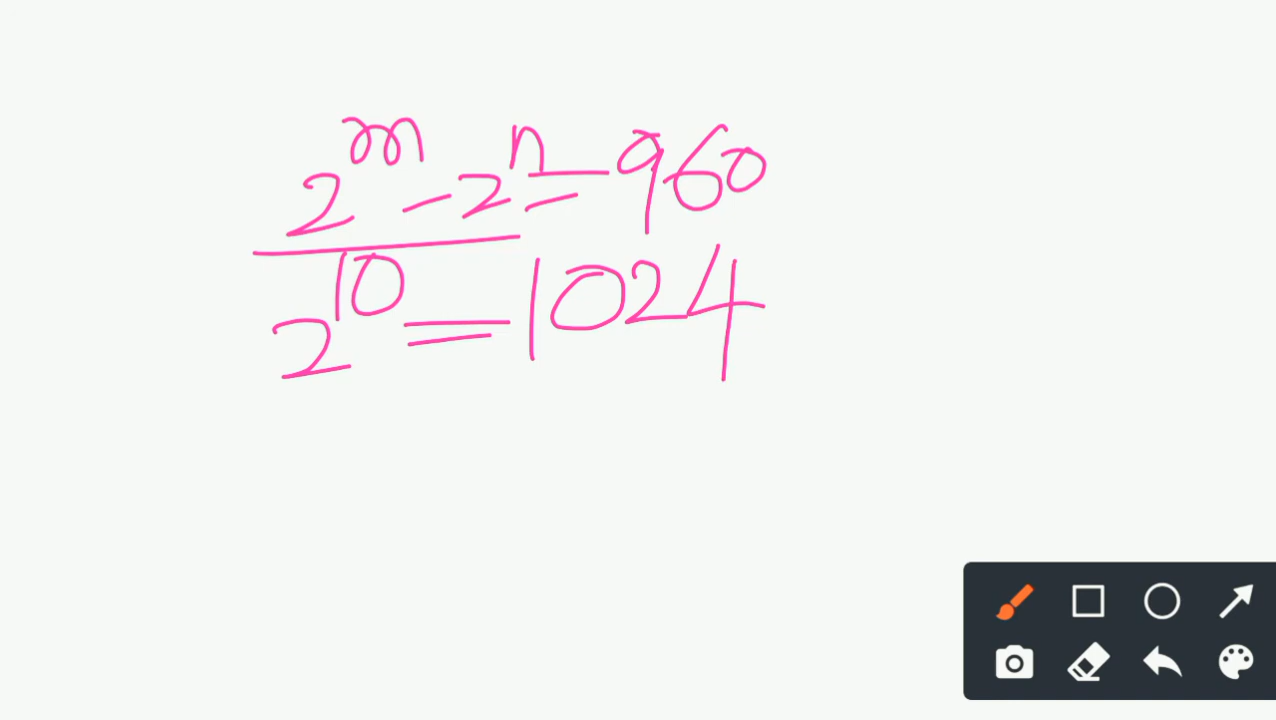 2^m - 2^n = 960
2^10 = 1024